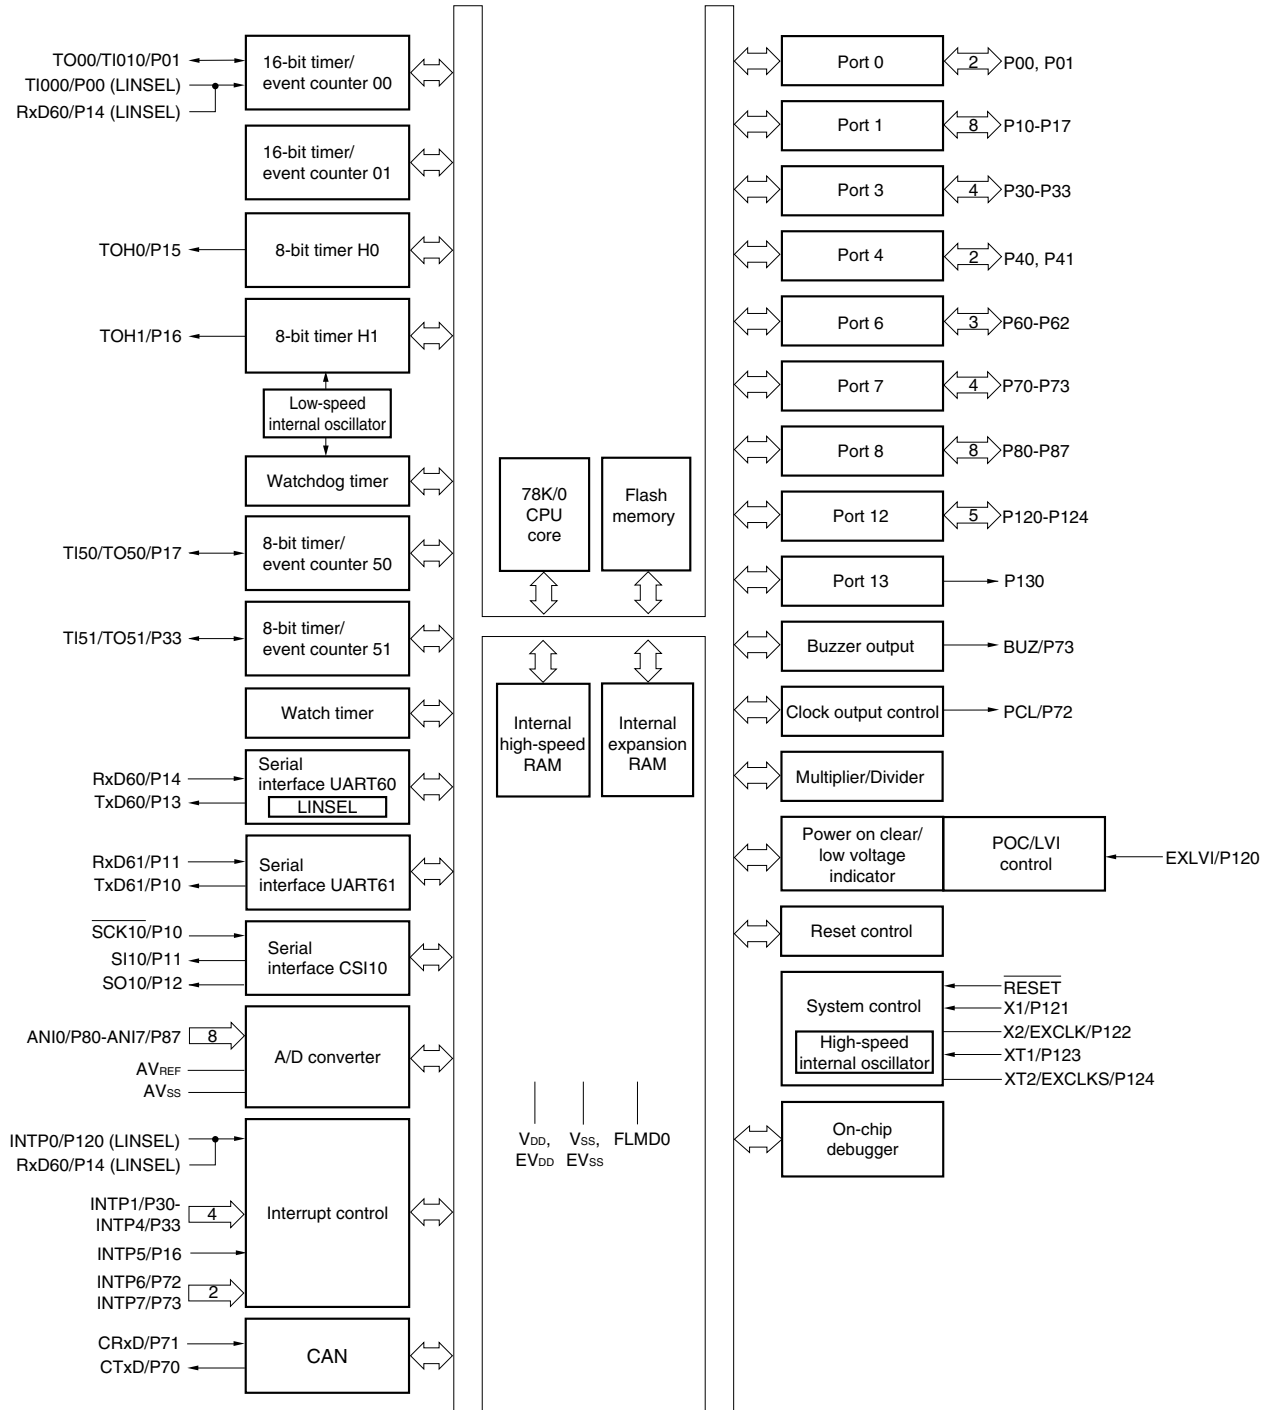 TO00/TI010/P01
TI000/P00 (LINSEL)
RxD60/P14 (LINSEL)
16-bit timer/
event counter 00
16-bit timer/
event counter 01
TOH0/P15
8-bit timer H0
TOH1/P16
8-bit timer H1
Low-speed
internal oscillator
Watchdog timer
TI50/TO50/P17
8-bit timer/
event counter 50
TI51/TO51/P33
8-bit timer/
event counter 51
Watch timer
RxD60/P14
TxD60/P13
Serial
interface UART60
LINSEL
RxD61/P11
TxD61/P10
Serial
interface UART61
SCK10/P10
SI10/P11
SO10/P12
Serial
interface CSI10
ANI0/P80-ANI7/P87
8
AVREF
AVSS
A/D converter
INTP0/P120 (LINSEL)
RxD60/P14 (LINSEL)
INTP1/P30-
INTP4/P33
4
INTP5/P16
INTP6/P72
INTP7/P73
2
Interrupt control
CRxD/P71
CTxD/P70
CAN
78K/0
CPU
core
Flash
memory
Internal
high-speed
RAM
Internal
expansion
RAM
VDD,
EVDD
VSS,
EVSS
FLMD0
Port 0
2
P00, P01
Port 1
8
P10-P17
Port 3
4
P30-P33
Port 4
2
P40, P41
Port 6
3
P60-P62
Port 7
4
P70-P73
Port 8
8
P80-P87
Port 12
5
P120-P124
Port 13
P130
Buzzer output
BUZ/P73
Clock output control
PCL/P72
Multiplier/Divider
Power on clear/
low voltage
indicator
POC/LVI
control
EXLVI/P120
Reset control
System control
High-speed
internal oscillator
RESET
X1/P121
X2/EXCLK/P122
XT1/P123
XT2/EXCLKS/P124
On-chip
debugger